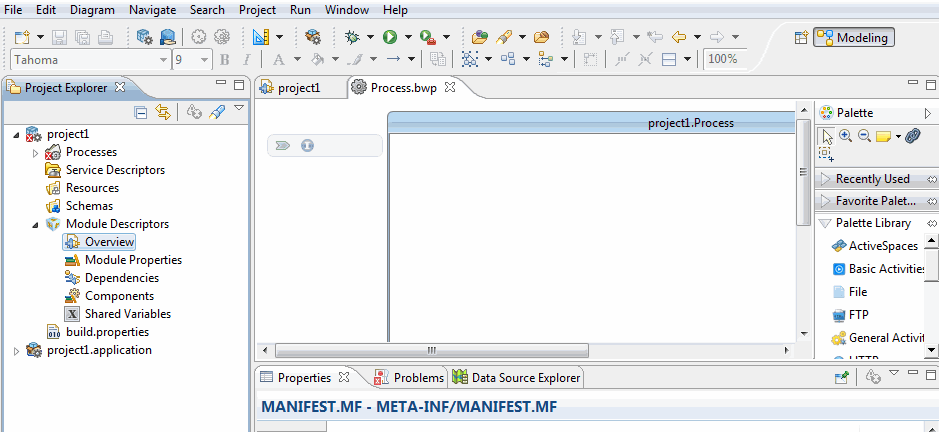 File Edit Diagram Navigate Search Project Run Window Help
Modeling
Tahoma 9 B I A 100%
Project Explorer
project1
Processes
Service Descriptors
Resources
Schemas
Module Descriptors
Overview
Module Properties
Dependencies
Components
X Shared Variables
010 build.properties
project1.application
project1 Process.bwp
project1.Process
Palette
Recently Used
Favorite Palet...
Palette Library
ActiveSpaces
Basic Activities
File
FTP
General Activit
HTTP
Properties Problems Data Source Explorer
MANIFEST.MF - META-INF/MANIFEST.MF